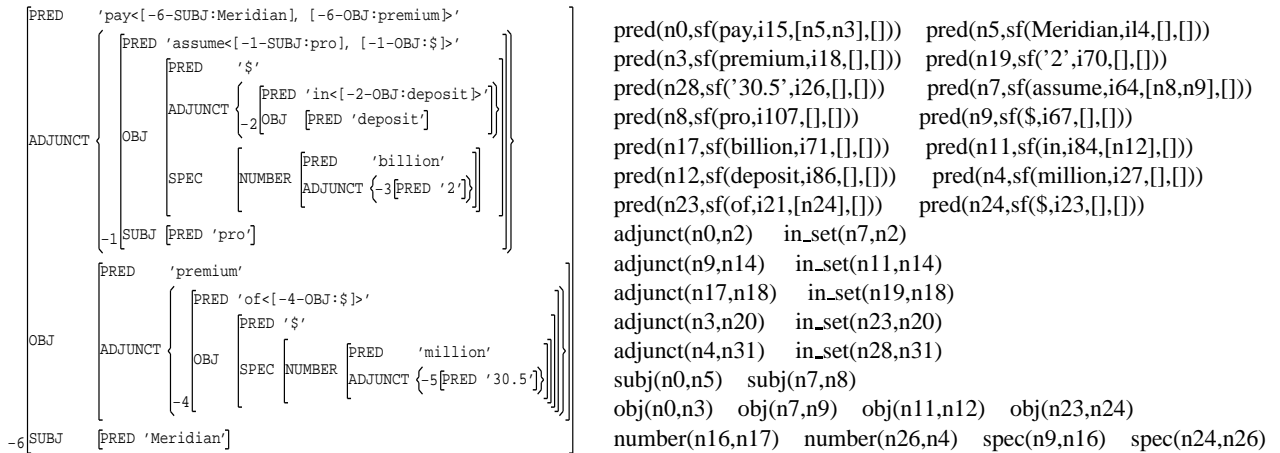 PRED 'pay<[-6-SUBJ:Meridian], [-6-OBJ:premium]>'
PRED 'assume<[-1-SUBJ:pro], [-1-OBJ:$]>'
PRED '$'
PRED 'in<[-2-OBJ:deposit]>'
ADJUNCT
-2 OBJ [PRED 'deposit']
ADJUNCT OBJ
PRED 'billion'
SPEC NUMBER
ADJUNCT {-3[PRED '2']}
-1 SUBJ [PRED 'pro']
PRED 'premium'
PRED 'of<[-4-OBJ:$]>'
PRED '$'
OBJ ADJUNCT OBJ
PRED 'million'
SPEC NUMBER
ADJUNCT {-5[PRED '30.5']}
-4
-6 SUBJ [PRED 'Meridian']
pred(n0,sf(pay,i15,[n5,n3],[])) pred(n5,sf(Meridian,il4,[],[]))
pred(n3,sf(premium,i18,[],[])) pred(n19,sf('2',i70,[],[]))
pred(n28,sf('30.5',i26,[],[])) pred(n7,sf(assume,i64,[n8,n9],[]))
pred(n8,sf(pro,i107,[],[])) pred(n9,sf($,i67,[],[]))
pred(n17,sf(billion,i71,[],[])) pred(n11,sf(in,i84,[n12],[]))
pred(n12,sf(deposit,i86,[],[])) pred(n4,sf(million,i27,[],[]))
pred(n23,sf(of,i21,[n24],[])) pred(n24,sf($,i23,[],[]))
adjunct(n0,n2) in_set(n7,n2)
adjunct(n9,n14) in_set(n11,n14)
adjunct(n17,n18) in_set(n19,n18)
adjunct(n3,n20) in_set(n23,n20)
adjunct(n4,n31) in_set(n28,n31)
subj(n0,n5) subj(n7,n8)
obj(n0,n3) obj(n7,n9) obj(n11,n12) obj(n23,n24)
number(n16,n17) number(n26,n4) spec(n9,n16) spec(n24,n26)